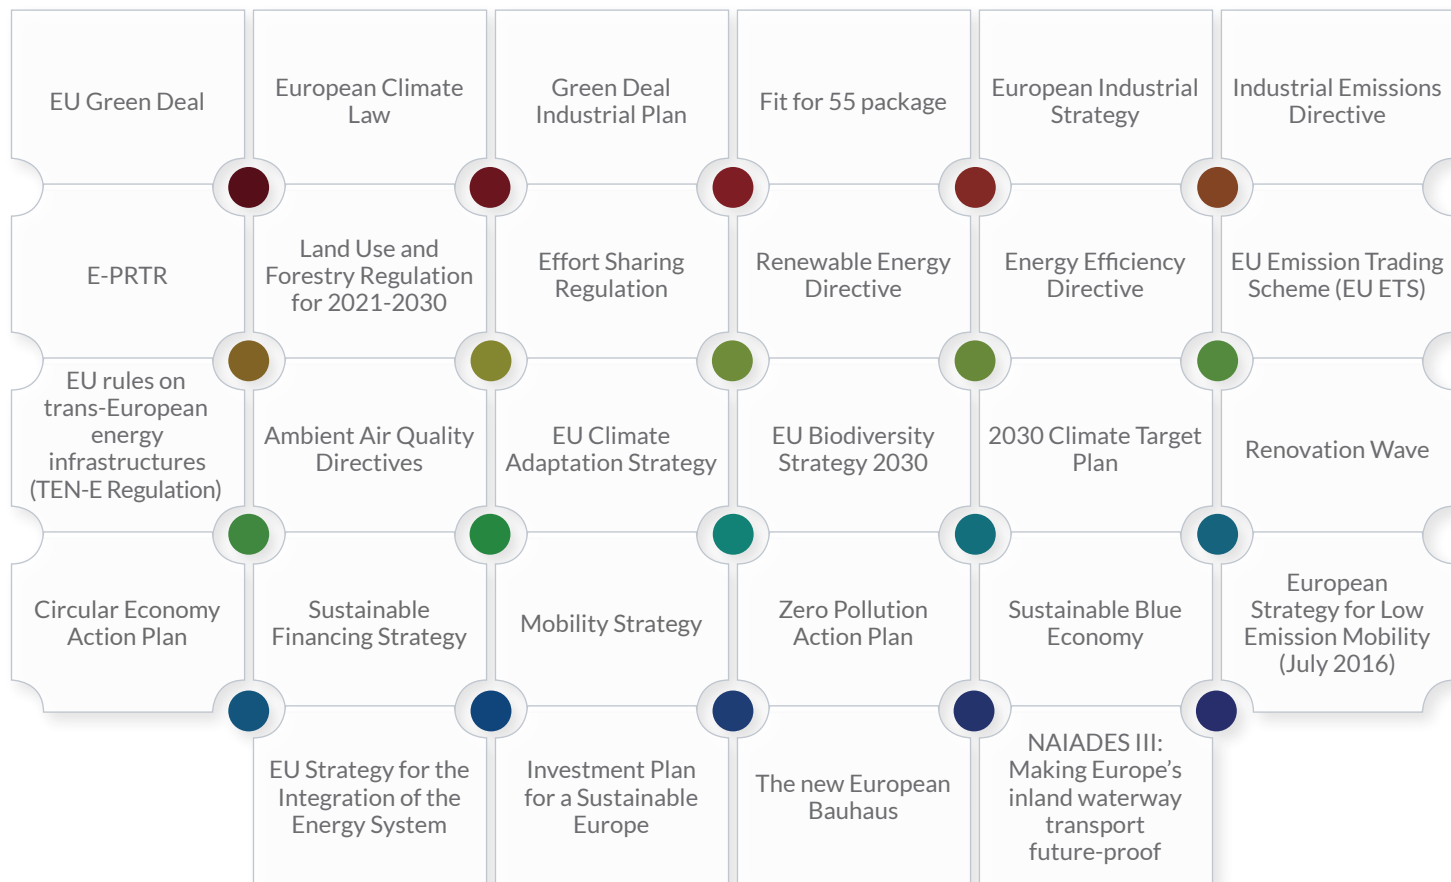 EU Green Deal
European Climate
Law
Green Deal
Industrial Plan
Fit for 55 package
European Industrial
Strategy
Industrial Emissions
Directive
E-PRTR
Land Use and
Forestry Regulation
for 2021-2030
Effort Sharing
Regulation
Renewable Energy
Directive
Energy Efficiency
Directive
EU Emission Trading
Scheme (EU ETS)
EU rules on
trans-European
energy
infrastructures
(TEN-E Regulation)
Ambient Air Quality
Directives
EU Climate
Adaptation Strategy
EU Biodiversity
Strategy 2030
2030 Climate Target
Plan
Renovation Wave
Circular Economy
Action Plan
Sustainable
Financing Strategy
Mobility Strategy
Zero Pollution
Action Plan
Sustainable Blue
Economy
European
Strategy for Low
Emission Mobility
(July 2016)
EU Strategy for the
Integration of the
Energy System
Investment Plan
for a Sustainable
Europe
The new European
Bauhaus
NAIADES III:
Making Europe’s
inland waterway
transport
future-proof